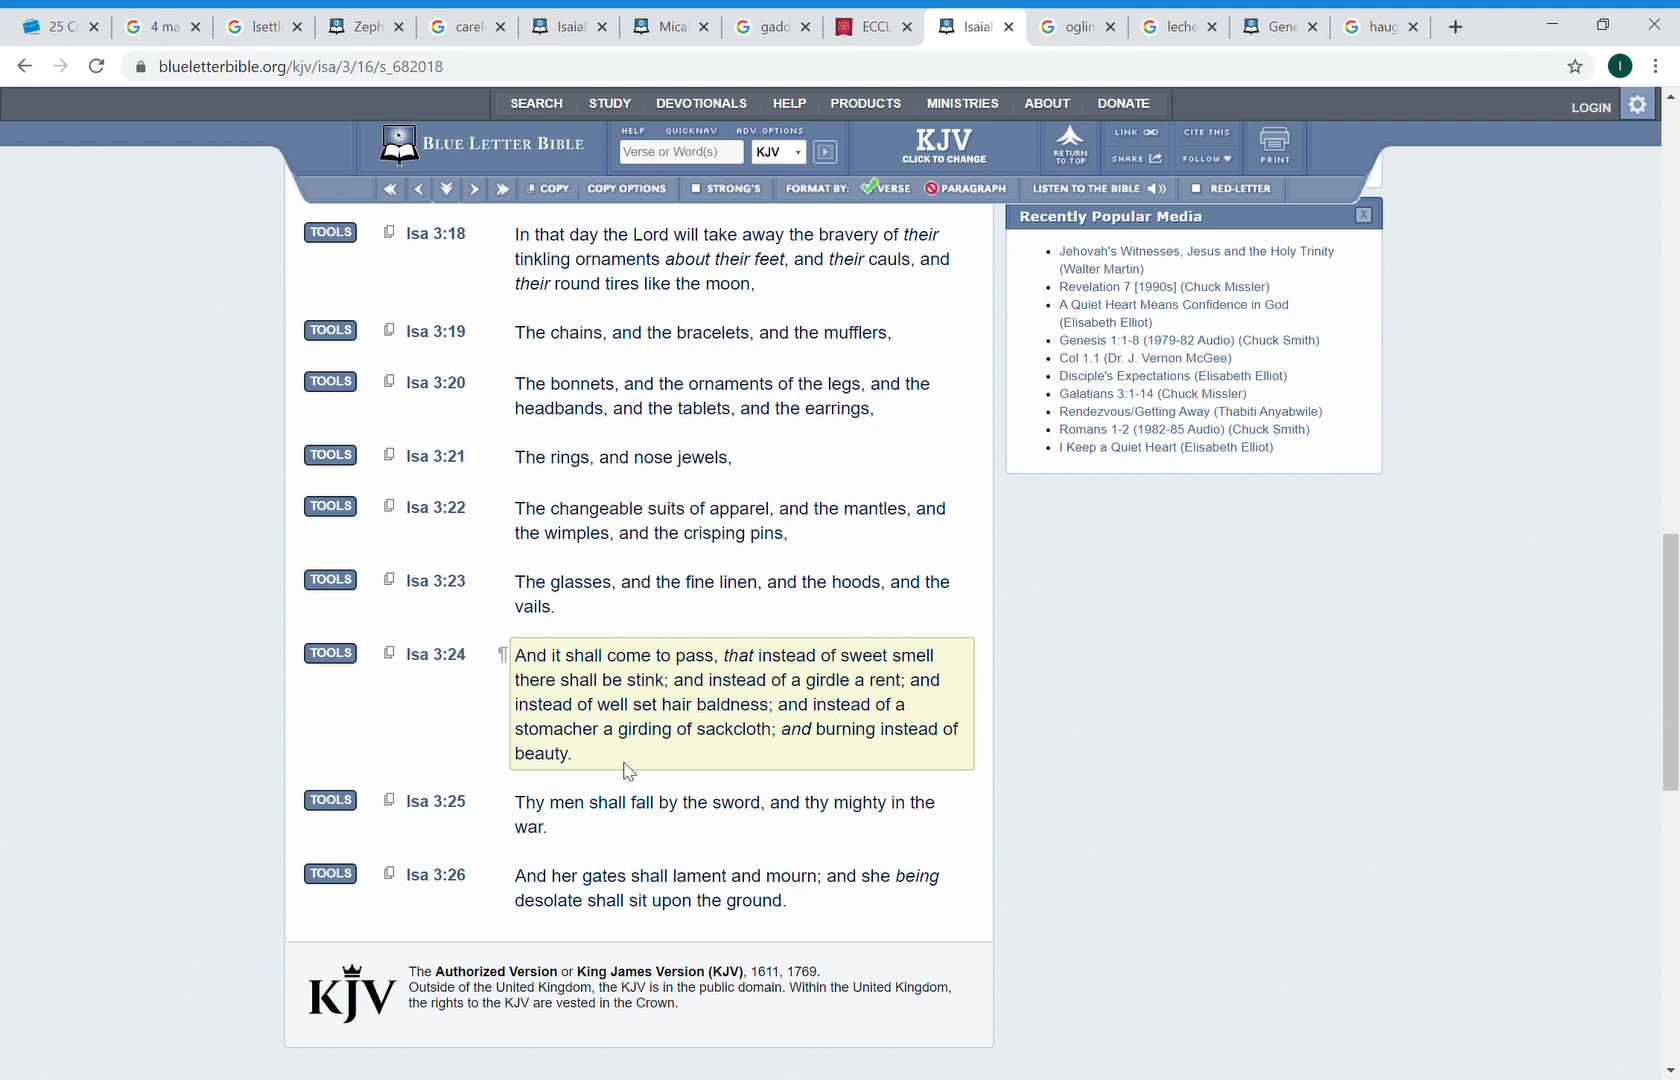 25 Co
4 ma
Isettl
Zeph
carel
Isaial
Mical
gadd
ECCL
Isaial
oglin
leche
Gene
haug
blueletterbible.org/kjv/isa/3/16/s_682018
I
SEARCH STUDY DEVOTIONALS HELP PRODUCTS MINISTRIES ABOUT DONATE
LOGIN
BLUE LETTER BIBLE
HELP QUICKNAV ADV. OPTIONS
Verse or Word(s) KJV
KJV
CLICK TO CHANGE
RETURN
TO TOP
LINK
SHARE
CITE THIS
FOLLOW
PRINT
COPY COPY OPTIONS STRONG'S FORMAT BY: VERSE PARAGRAPH LISTEN TO THE BIBLE RED-LETTER
TOOLS Isa 3:18 In that day the Lord will take away the bravery of their
tinkling ornaments about their feet, and their cauls, and
their round tires like the moon,
TOOLS Isa 3:19 The chains, and the bracelets, and the mufflers,
TOOLS Isa 3:20 The bonnets, and the ornaments of the legs, and the
headbands, and the tablets, and the earrings,
TOOLS Isa 3:21 The rings, and nose jewels,
TOOLS Isa 3:22 The changeable suits of apparel, and the mantles, and
the wimples, and the crisping pins,
TOOLS Isa 3:23 The glasses, and the fine linen, and the hoods, and the
vails.
TOOLS Isa 3:24 ¶ And it shall come to pass, that instead of sweet smell
there shall be stink; and instead of a girdle a rent; and
instead of well set hair baldness; and instead of a
stomacher a girding of sackcloth; and burning instead of
beauty.
TOOLS Isa 3:25 Thy men shall fall by the sword, and thy mighty in the
war.
TOOLS Isa 3:26 And her gates shall lament and mourn; and she being
desolate shall sit upon the ground.
KJV
The Authorized Version or King James Version (KJV), 1611, 1769.
Outside of the United Kingdom, the KJV is in the public domain. Within the United Kingdom,
the rights to the KJV are vested in the Crown.
Recently Popular Media X
• Jehovah's Witnesses, Jesus and the Holy Trinity
(Walter Martin)
• Revelation 7 [1990s] (Chuck Missler)
• A Quiet Heart Means Confidence in God
(Elisabeth Elliot)
• Genesis 1:1-8 (1979-82 Audio) (Chuck Smith)
• Col 1.1 (Dr. J. Vernon McGee)
• Disciple's Expectations (Elisabeth Elliot)
• Galatians 3:1-14 (Chuck Missler)
• Rendezvous/Getting Away (Thabiti Anyabwile)
• Romans 1-2 (1982-85 Audio) (Chuck Smith)
• I Keep a Quiet Heart (Elisabeth Elliot)